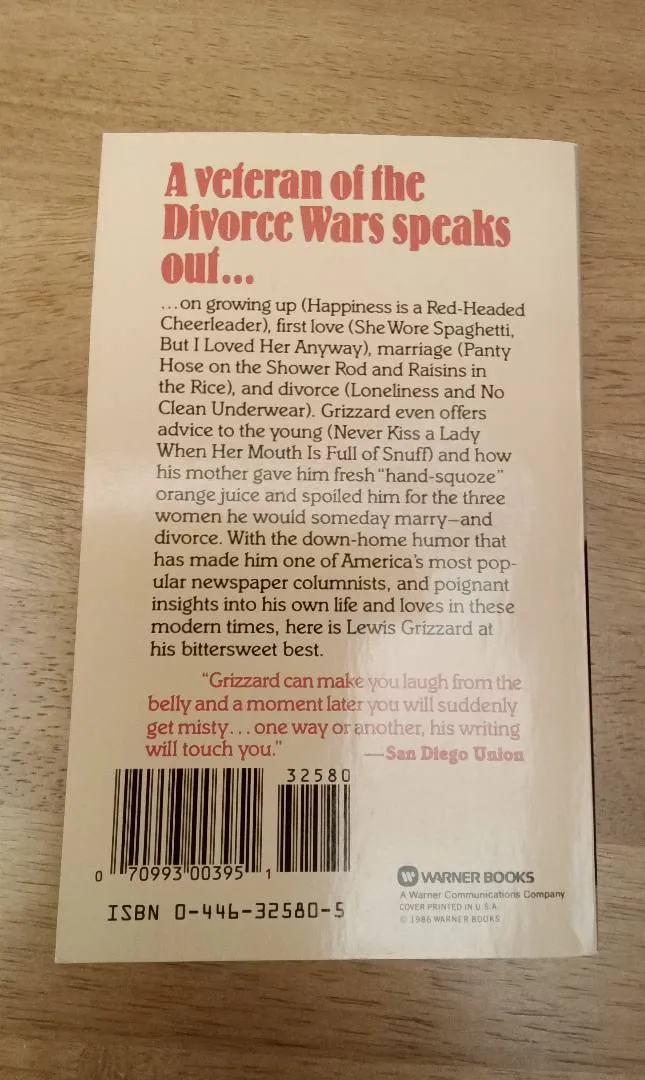 A veteran of the
Divorce Wars speaks
out...
...on growing up (Happiness is a Red-Headed
Cheerleader), first love (She Wore Spaghetti,
But I Loved Her Anyway), marriage (Panty
Hose on the Shower Rod and Raisins in
the Rice), and divorce (Loneliness and No
Clean Underwear). Grizzard even offers
advice to the young (Never Kiss a Lady
When Her Mouth Is Full of Snuff) and how
his mother gave him fresh "hand-squoze"
orange juice and spoiled him for the three
women he would someday marry—and
divorce. With the down-home humor that
has made him one of America's most pop-
ular newspaper columnists, and poignant
insights into his own life and loves in these
modern times, here is Lewis Grizzard at
his bittersweet best.
"Grizzard can make you laugh from the
belly and a moment later you will suddenly
get misty...one way or another, his writing
will touch you."
—San Diego Union
32580
0 70993 00395 1
ISBN 0-446-32580-5
W WARNER BOOKS
A Warner Communications Company
COVER PRINTED IN U.S.A.
© 1986 WARNER BOOKS